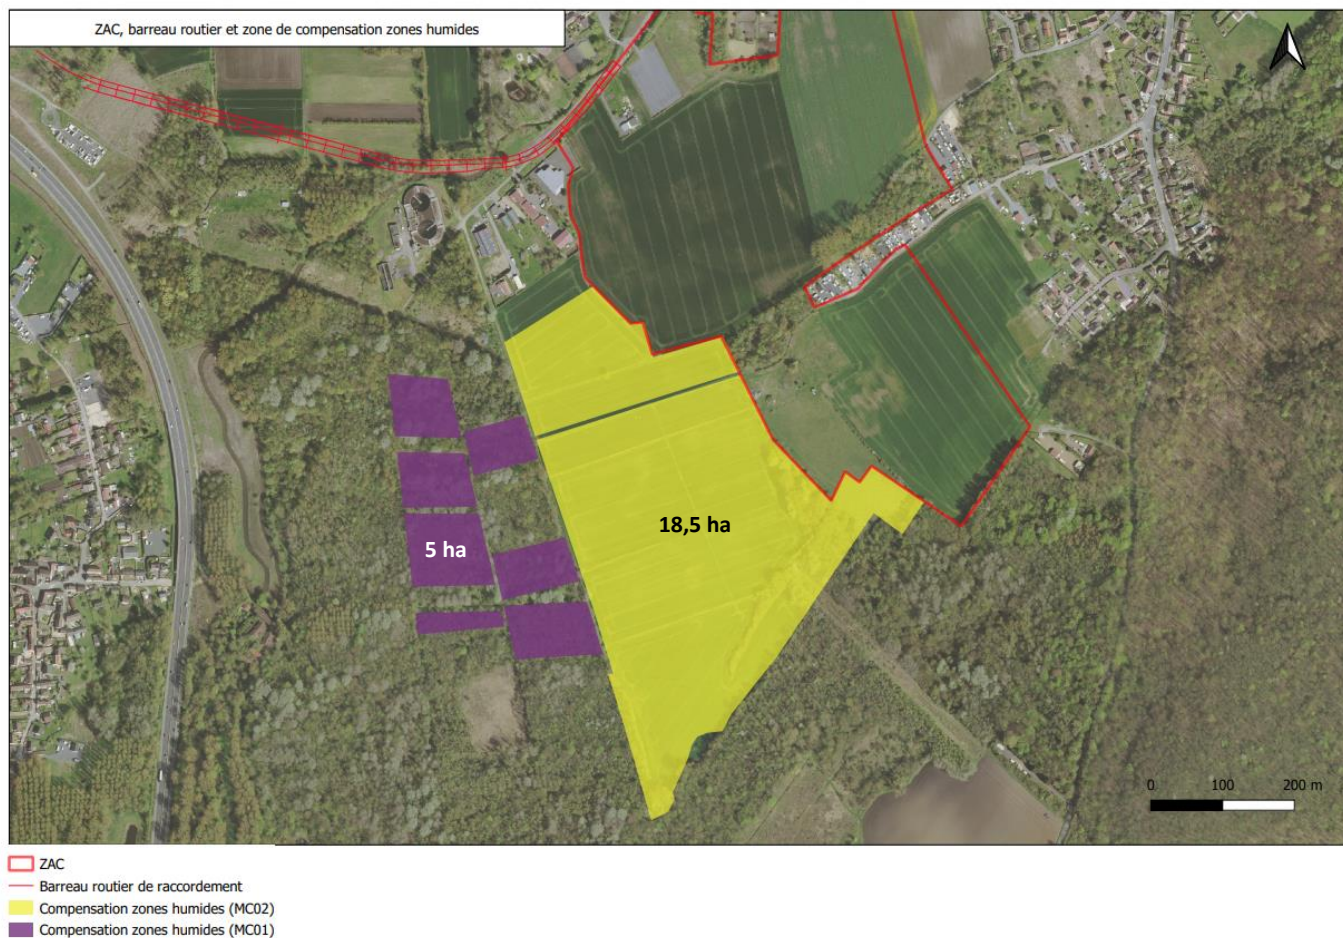 ZAC, barreau routier et zone de compensation zones humides
18,5 ha
5 ha
0 100 200 m
ZAC
Barreau routier de raccordement
Compensation zones humides (MC02)
Compensation zones humides (MC01)